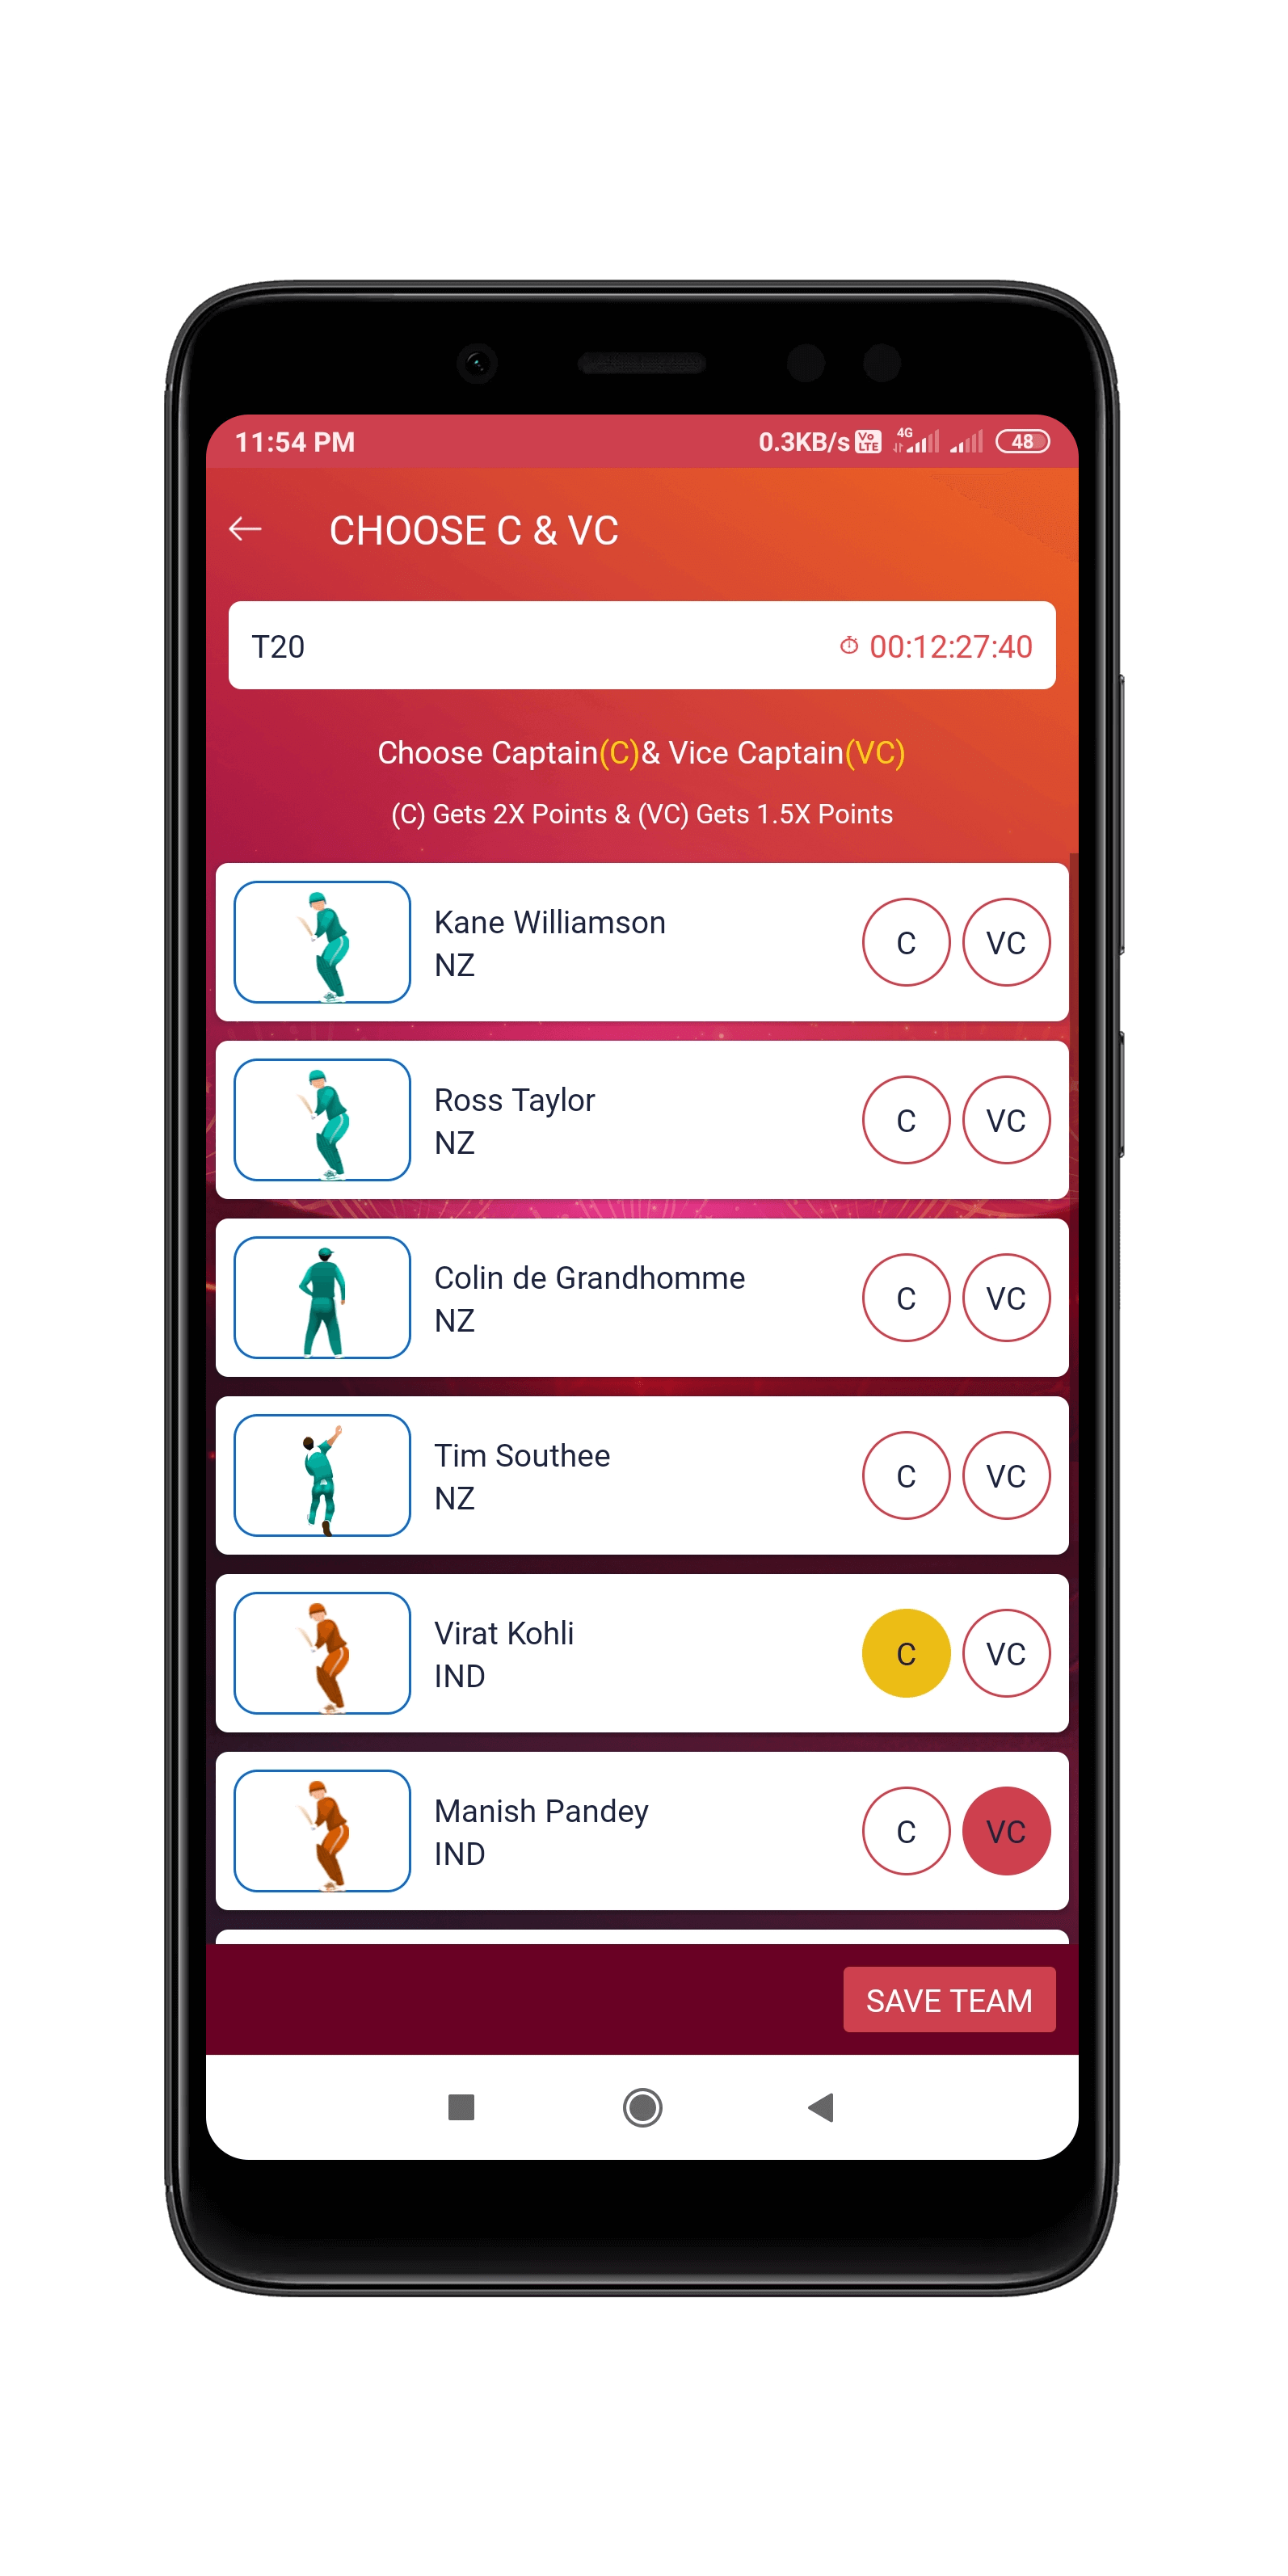 11:54 PM 0.3KB/s Vo LTE 4G 48
CHOOSE C & VC
T20 00:12:27:40
Choose Captain(C)& Vice Captain(VC)
(C) Gets 2X Points & (VC) Gets 1.5X Points
Kane Williamson
NZ
C VC
Ross Taylor
NZ
C VC
Colin de Grandhomme
NZ
C VC
Tim Southee
NZ
C VC
Virat Kohli
IND
C VC
Manish Pandey
IND
C VC
SAVE TEAM